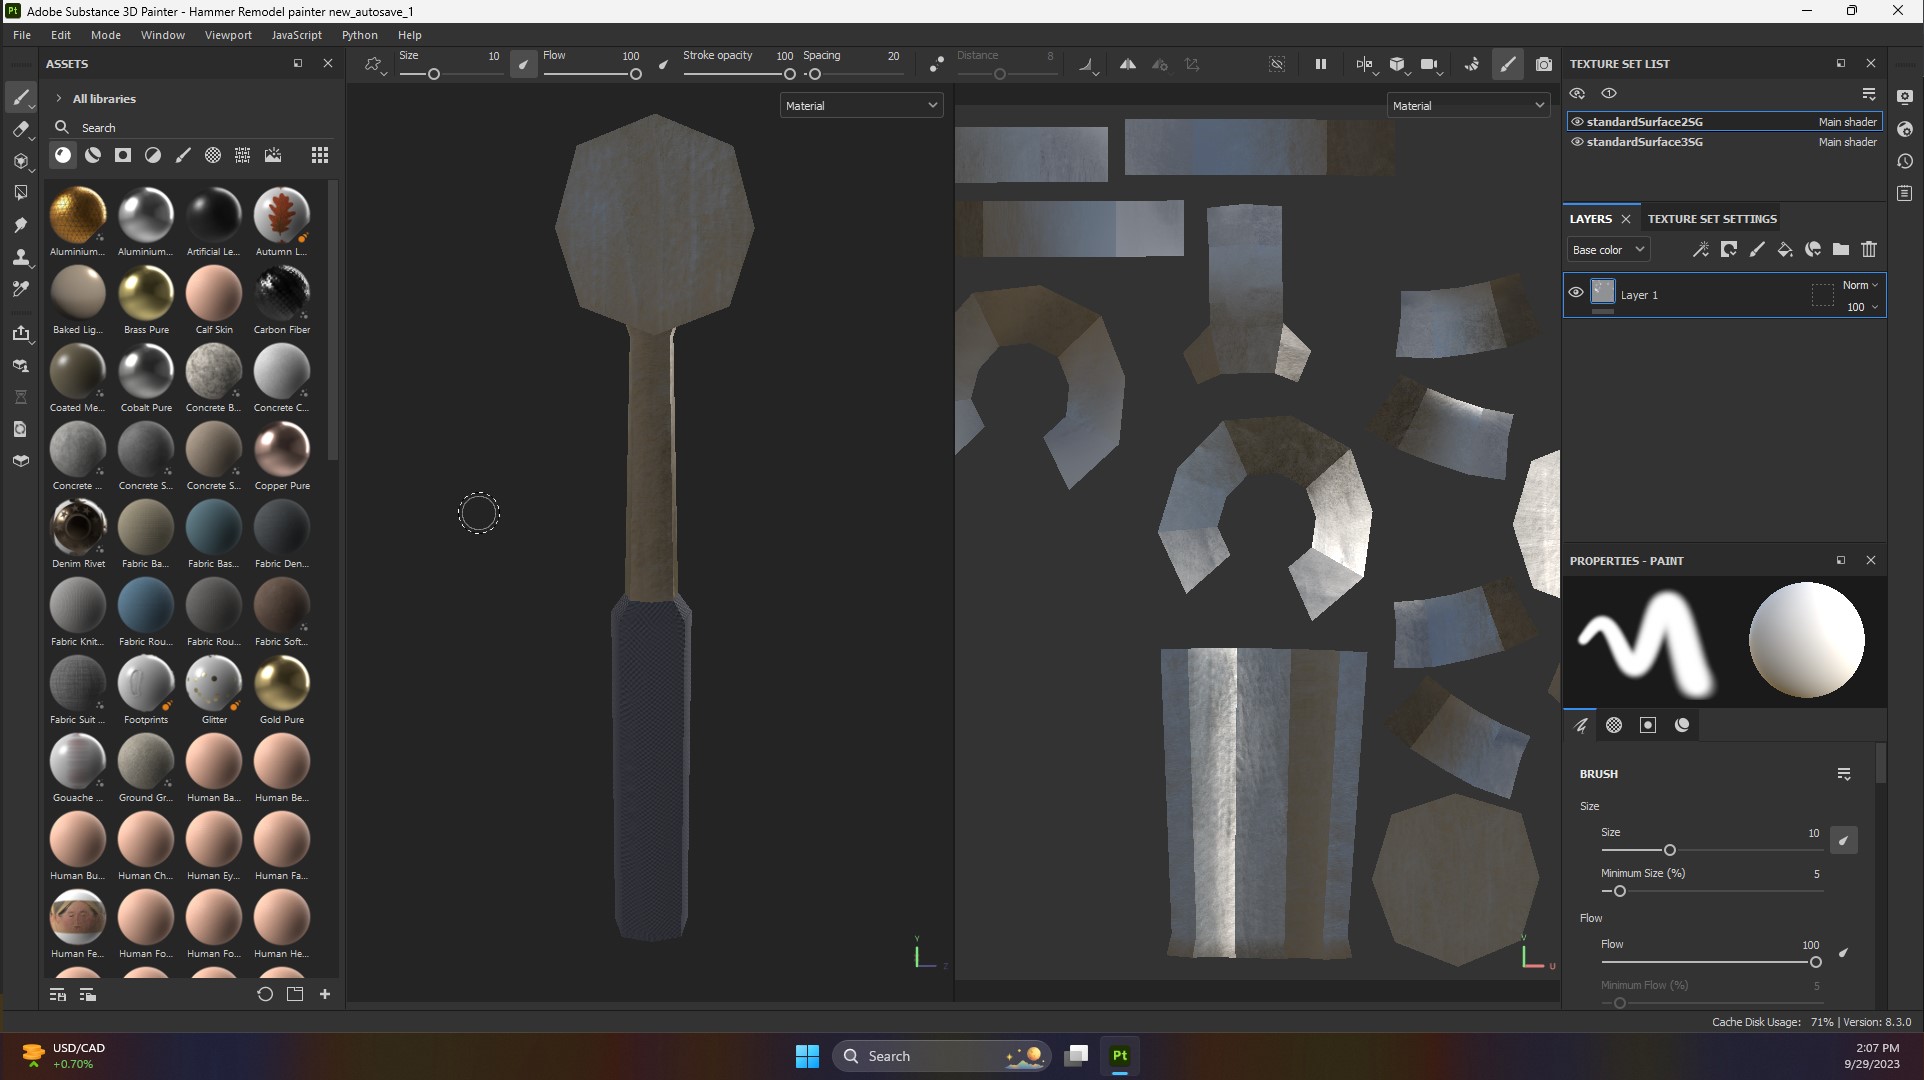 Pt Adobe Substance 3D Painter - Hammer Remodel painter new_autosave_1
File Edit Mode Window Viewport JavaScript Python Help
ASSETS
Size 10 Flow 100 Stroke opacity 100 Spacing 20 Distance 8
All libraries
Search
Material
Material
Aluminium... Aluminium... Artificial Le... Autumn L...
Baked Lig... Brass Pure Calf Skin Carbon Fiber
Coated Me... Cobalt Pure Concrete B... Concrete C...
Concrete ... Concrete S... Concrete S... Copper Pure
Denim Rivet Fabric Ba... Fabric Bas... Fabric Den...
Fabric Knit... Fabric Rou... Fabric Rou... Fabric Soft...
Fabric Suit ... Footprints Glitter Gold Pure
Gouache ... Ground Gr... Human Ba... Human Be...
Human Bu... Human Ch... Human Ey... Human Fa...
Human Fe... Human Fo... Human Fo... Human He...
Y
Z
V
U
TEXTURE SET LIST
standardSurface2SG Main shader
standardSurface3SG Main shader
LAYERS TEXTURE SET SETTINGS
Base color
Layer 1 Norm
100
PROPERTIES - PAINT
BRUSH
Size
Size 10
Minimum Size (%) 5
Flow
Flow 100
Minimum Flow (%) 5
Cache Disk Usage: 71% | Version: 8.3.0
USD/CAD
+0.70%
Search
Pt
2:07 PM
9/29/2023